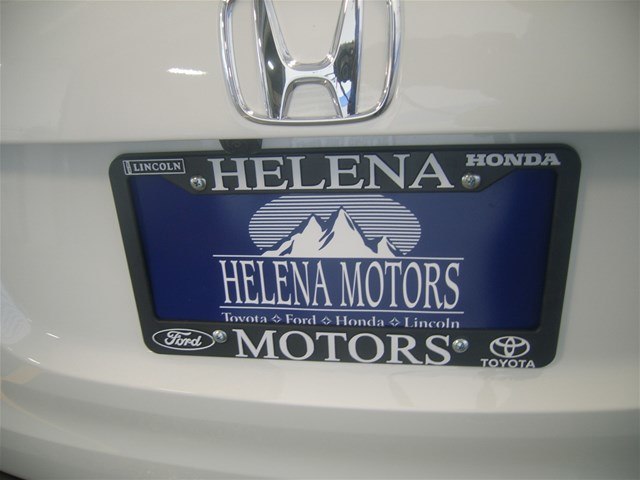 LINCOLN HELENA HONDA
HELENA MOTORS
Toyota ✧ Ford ✧ Honda ✧ Lincoln
Ford MOTORS TOYOTA